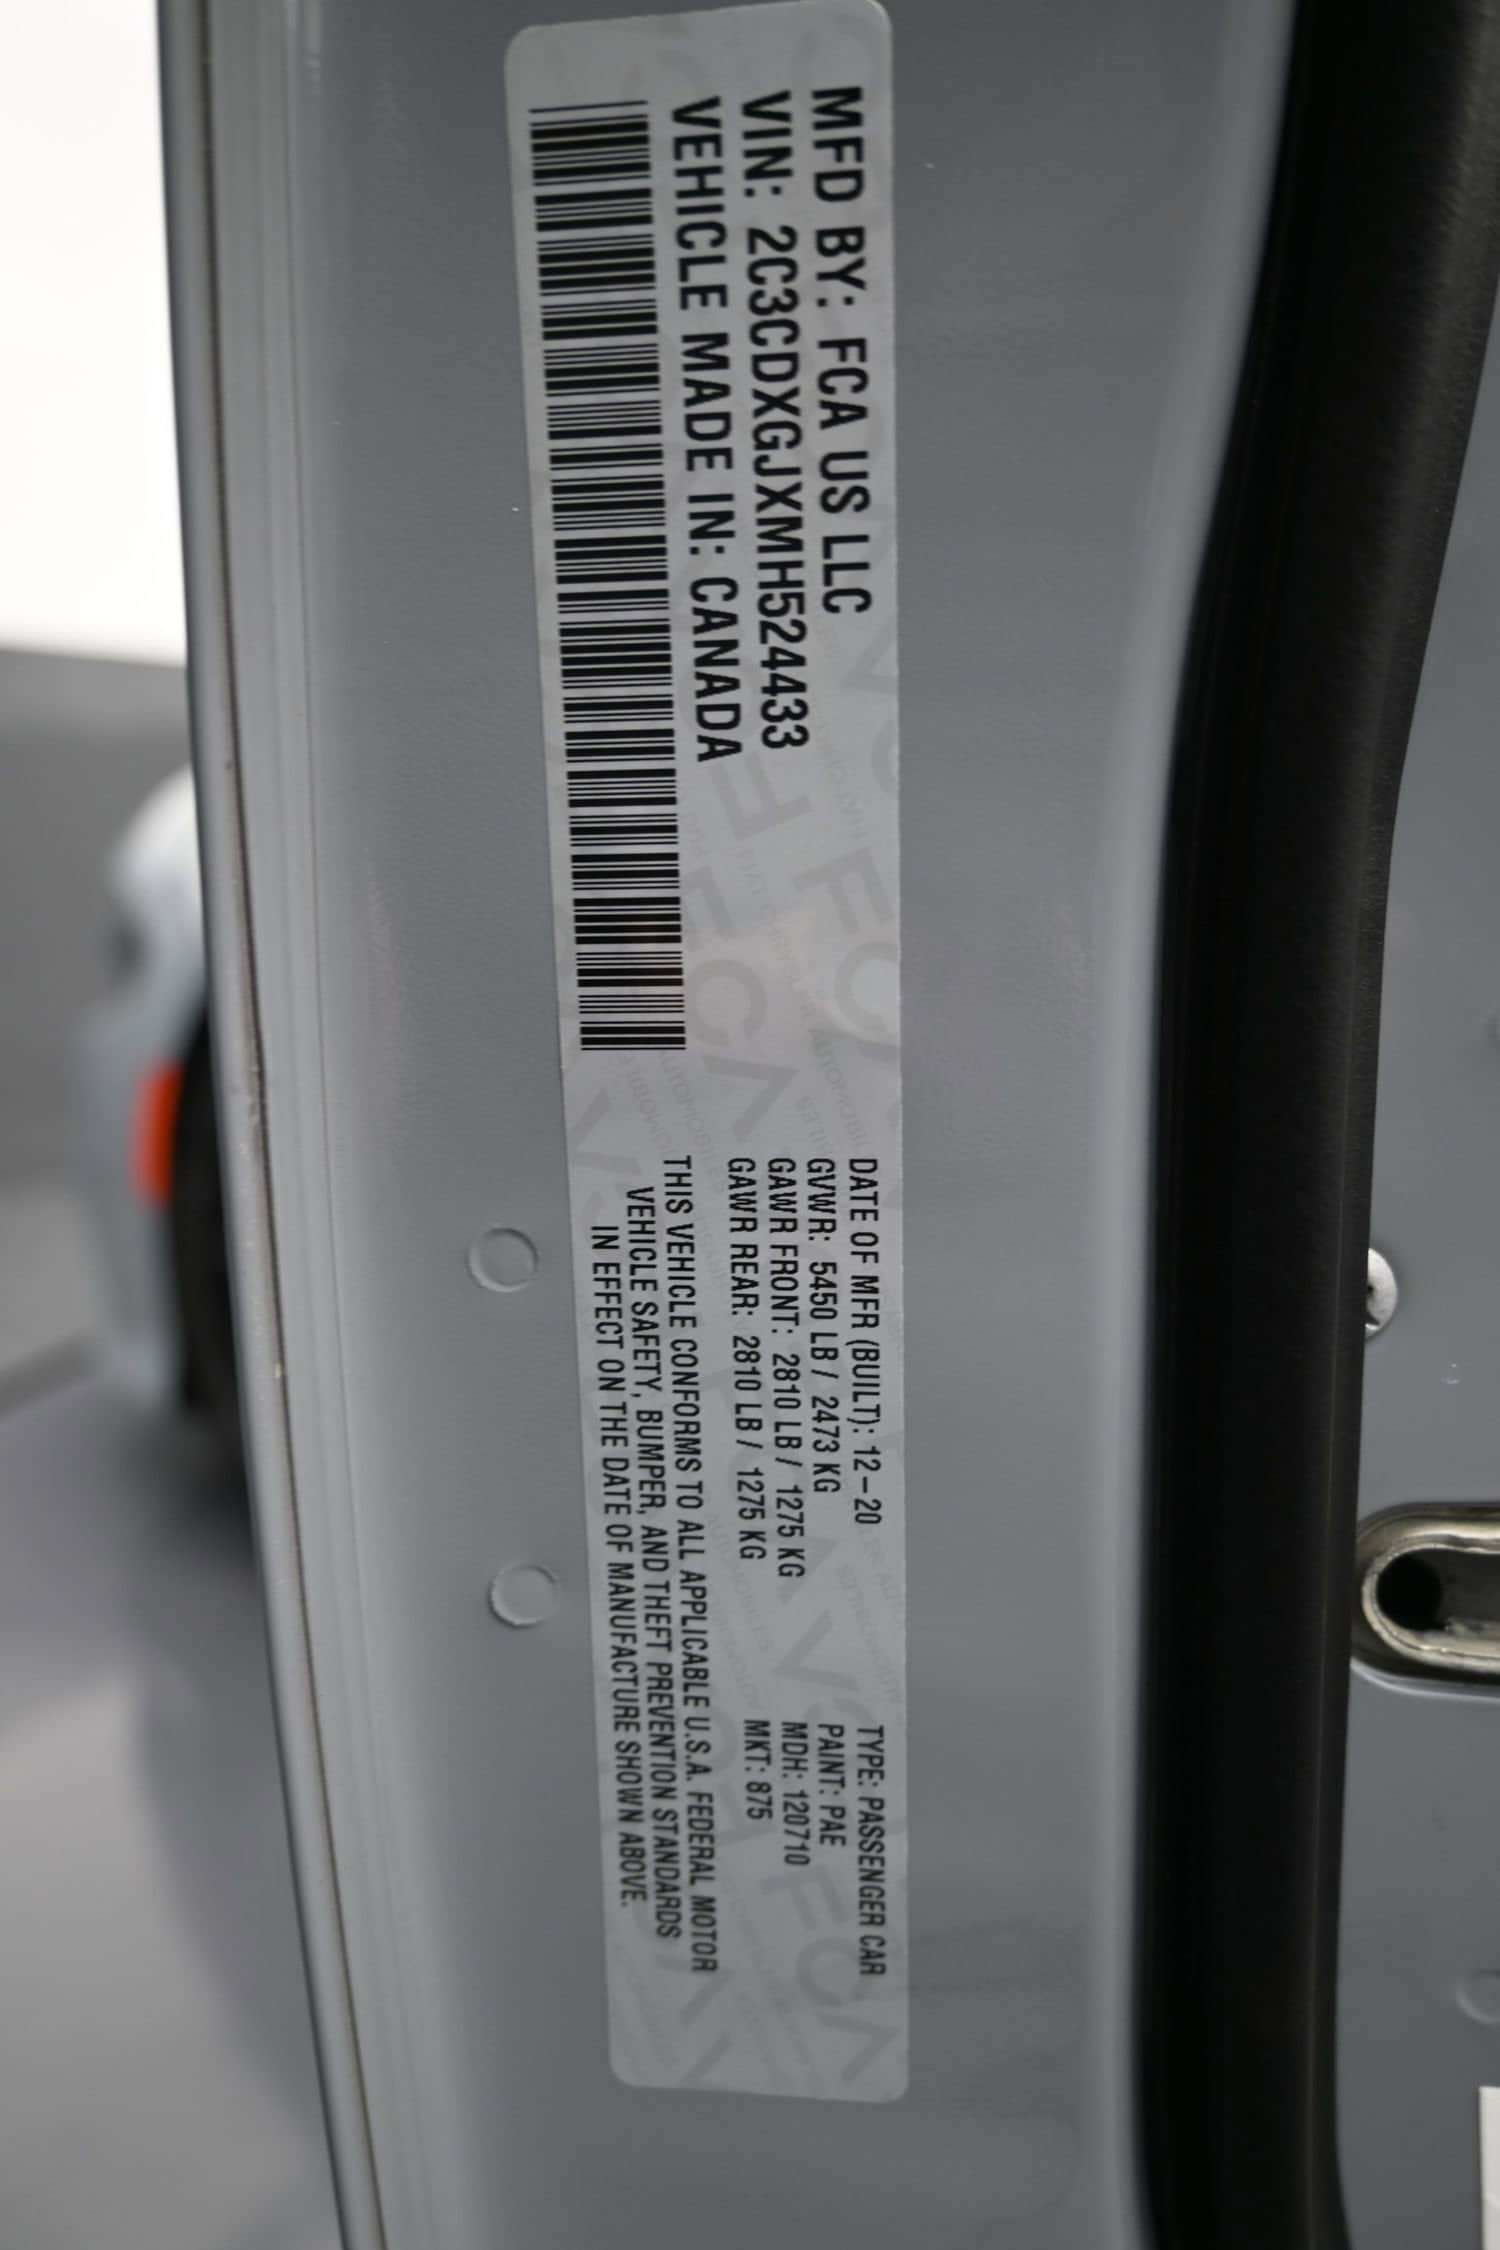 MFD BY: FCA US LLC
VIN: 2C3CDXGJXMH524433
VEHICLE MADE IN: CANADA
DATE OF MFR (BUILT): 12-20
GVWR: 5450 LB / 2473 KG
GAWR FRONT: 2810 LB / 1275 KG
GAWR REAR: 2810 LB / 1275 KG
THIS VEHICLE CONFORMS TO ALL APPLICABLE U.S.A. FEDERAL MOTOR
VEHICLE SAFETY, BUMPER, AND THEFT PREVENTION STANDARDS
IN EFFECT ON THE DATE OF MANUFACTURE SHOWN ABOVE.
TYPE: PASSENGER CAR
PAINT: PAE
MDH: 120710
MKT: 875
FCA
FCA
FCA